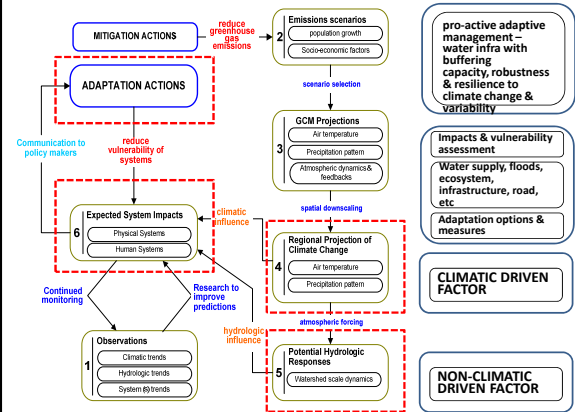 MITIGATION ACTIONS
reduce
greenhouse
gas
emissions
2
Emissions scenarios
population growth
Socio-economic factors
ADAPTATION ACTIONS
scenario selection
Communication to
policy makers
reduce
vulnerability of
systems
3
GCM Projections
Air temperature
Precipitation pattern
Atmospheric dynamics &
feedbacks
spatial downscaling
6
Expected System Impacts
Physical Systems
Human Systems
climatic
influence
4
Regional Projection of
Climate Change
Air temperature
Precipitation pattern
Continued
monitoring
Research to
improve
predictions
atmospheric forcing
hydrologic
influence
1
Observations
Climatic trends
Hydrologic trends
System (s) trends
5
Potential Hydrologic
Responses
Watershed scale dynamics
pro-active adaptive
management –
water infra with
buffering
capacity, robustness
& resilience to
climate change &
variability
Impacts & vulnerability
assessment
Water supply, floods,
ecosystem,
infrastructure, road,
etc
Adaptation options &
measures
CLIMATIC DRIVEN
FACTOR
NON-CLIMATIC
DRIVEN FACTOR